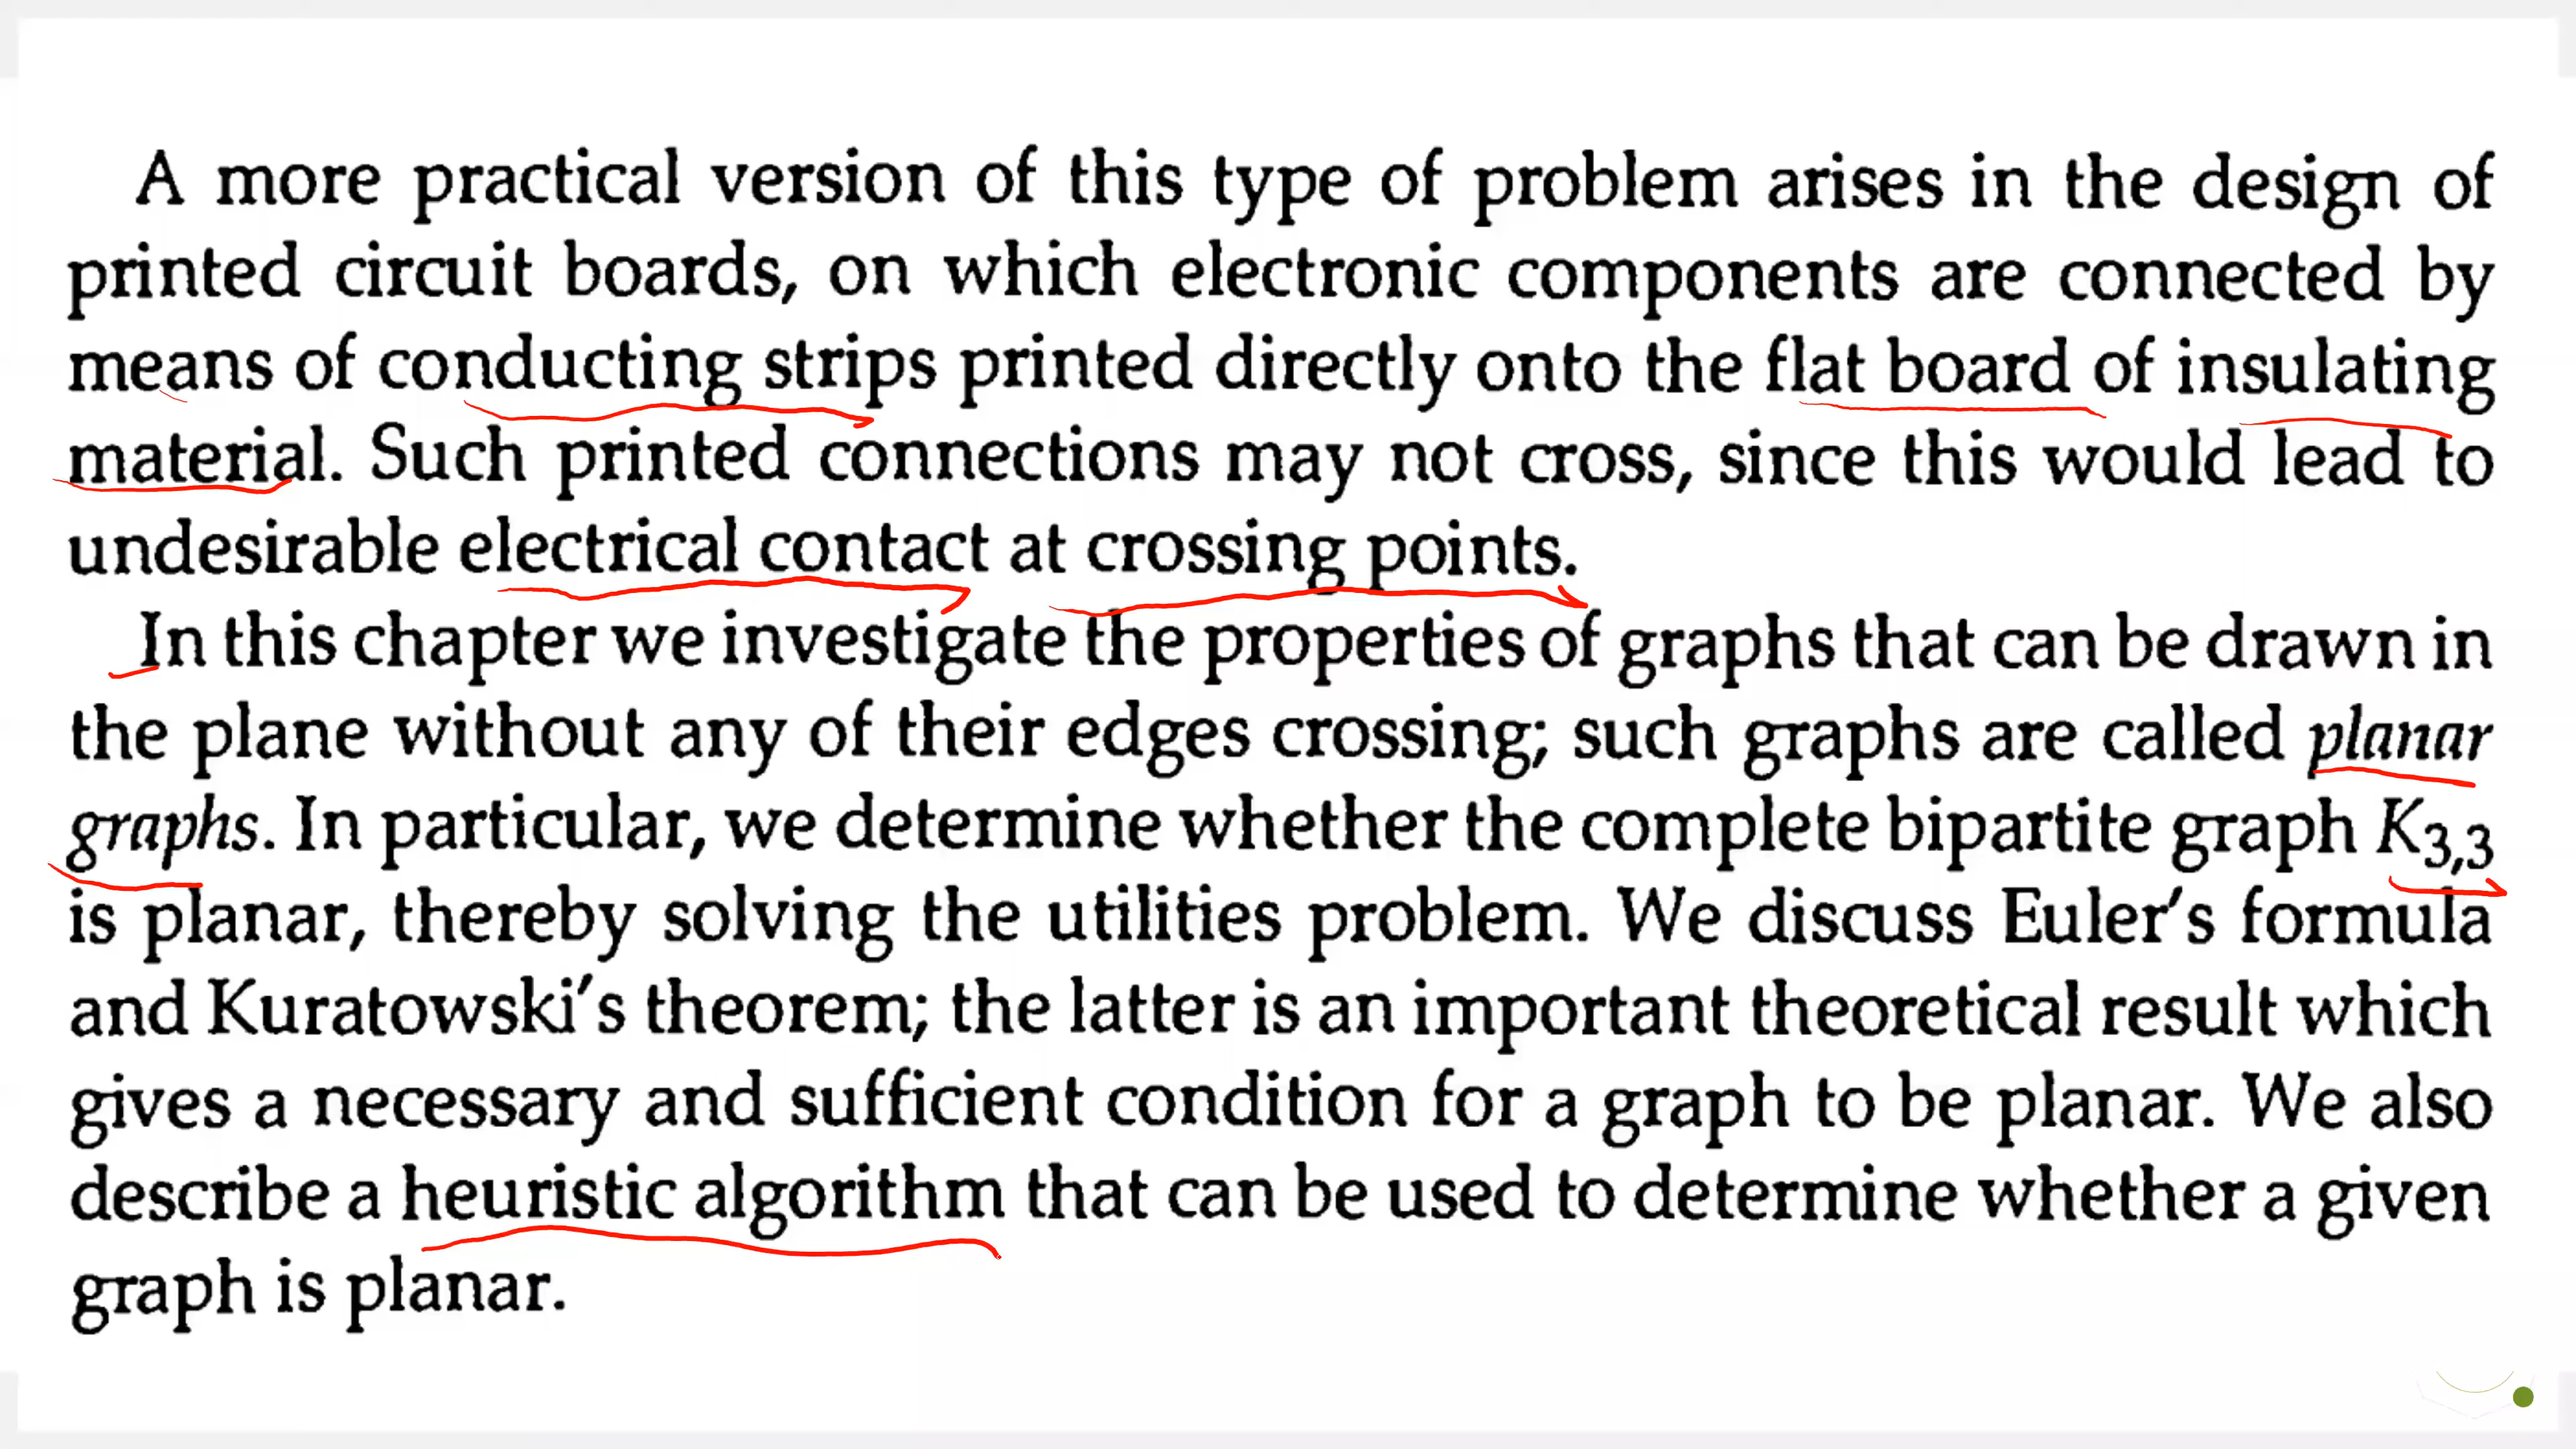 A more practical version of this type of problem arises in the design of
printed circuit boards, on which electronic components are connected by
means of conducting strips printed directly onto the flat board of insulating
material. Such printed connections may not cross, since this would lead to
undesirable electrical contact at crossing points.
In this chapter we investigate the properties of graphs that can be drawn in
the plane without any of their edges crossing; such graphs are called planar
graphs. In particular, we determine whether the complete bipartite graph K3,3
is planar, thereby solving the utilities problem. We discuss Euler's formula
and Kuratowski's theorem; the latter is an important theoretical result which
gives a necessary and sufficient condition for a graph to be planar. We also
describe a heuristic algorithm that can be used to determine whether a given
graph is planar.